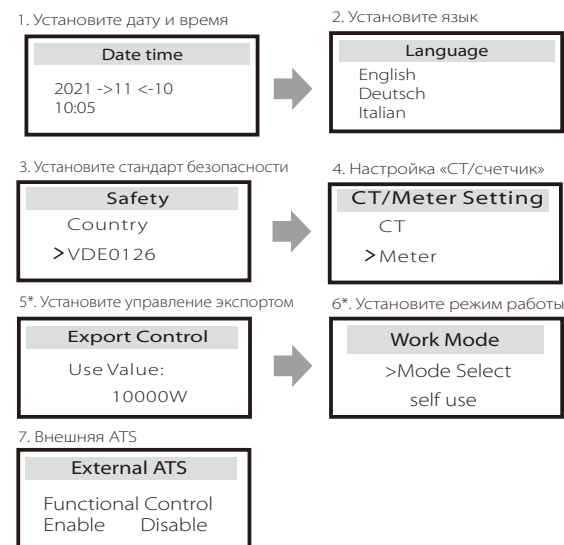 1. Установите дату и время
Date time
2021 ->11 <-10
10:05
2. Установите язык
Language
English
Deutsch
Italian
3. Установите стандарт безопасности
Safety
Country
>VDE0126
4. Настройка «СТ/счетчик»
CT/Meter Setting
CT
>Meter
5*. Установите управление экспортом
Export Control
Use Value:
10000W
6*. Установите режим работы
Work Mode
>Mode Select
self use
7. Внешняя ATS
External ATS
Functional Control
Enable Disable